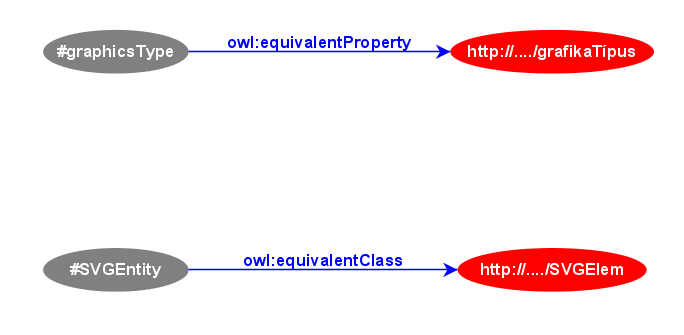 #graphicsType owl:equivalentProperty http://..../grafikaTípus
#SVGEntity owl:equivalentClass http://..../SVGElem